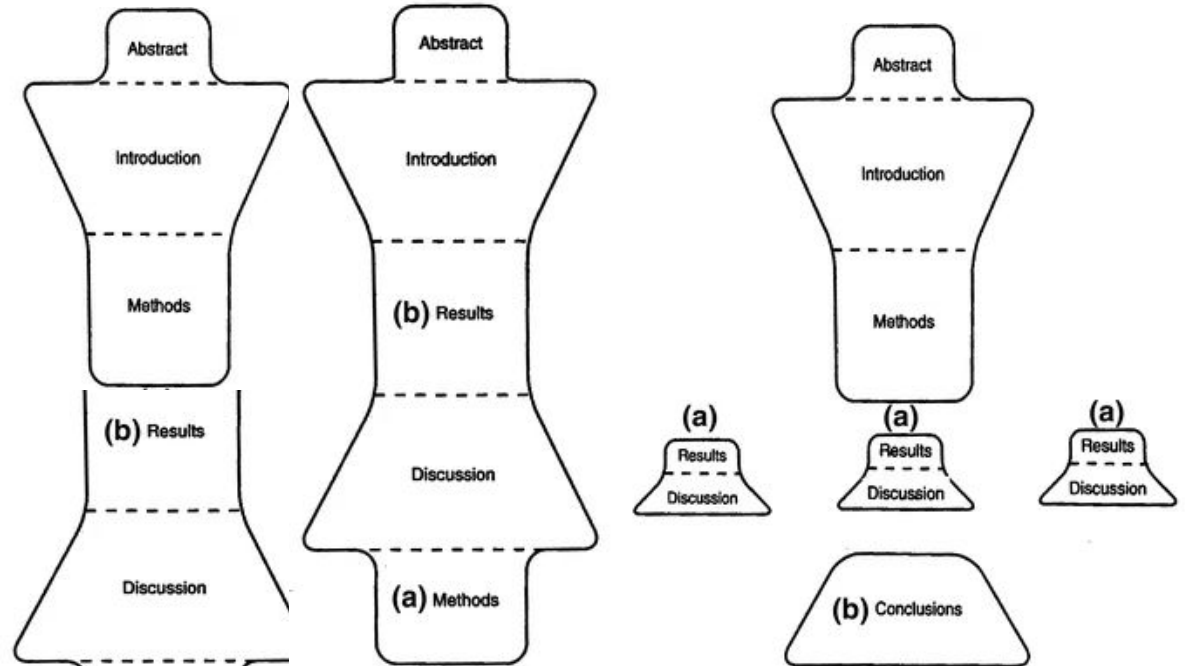 Abstract
Introduction
Methods
(b) Results
Discussion
Abstract
Introduction
(b) Results
Discussion
(a) Methods
Abstract
Introduction
Methods
(a)
Results
Discussion
(a)
Results
Discussion
(a)
Results
Discussion
(b) Conclusions